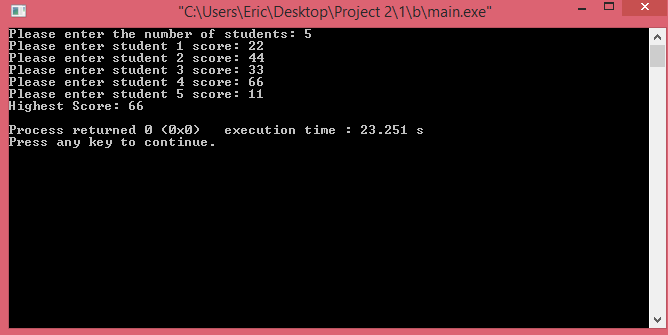 "C:\Users\Eric\Desktop\Project 2\1\b\main.exe"
Please enter the number of students: 5
Please enter student 1 score: 22
Please enter student 2 score: 44
Please enter student 3 score: 33
Please enter student 4 score: 66
Please enter student 5 score: 11
Highest Score: 66
Process returned 0 (0x0)   execution time : 23.251 s
Press any key to continue.